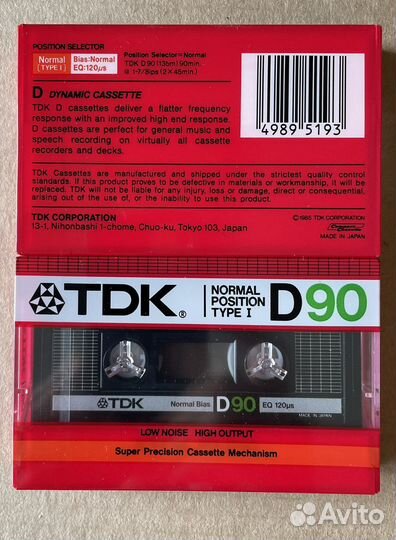 POSITION SELECTOR
Normal [TYPE I] Bias: Normal EQ: 120μs
Position Selector=Normal
TDK D90 (135m) 90min.
@ 1-7/8ips (2×45min.)
D DYNAMIC CASSETTE
TDK D cassettes deliver a flatter frequency
response with an improved high end response.
D cassettes are perfect for general music and
speech recording on virtually all cassette
recorders and decks.
4989 5193
TDK Cassettes are manufactured and shipped under the strictest quality control
standards. If this product proves to be defective in materials or workmanship, it will be
replaced. TDK will not be liable for any injury, loss or damage, direct or consequential,
arising out of the use of, or the inability to use this product.
TDK CORPORATION
13-1, Nihonbashi 1-chome, Chuo-ku, Tokyo 103, Japan
©1985 TDK CORPORATION
MADE IN JAPAN
TDK® NORMAL POSITION TYPE I D90
TDK Normal Bias D90 EQ 120μs
MADE IN JAPAN
LOW NOISE HIGH OUTPUT
Super Precision Cassette Mechanism
Avito